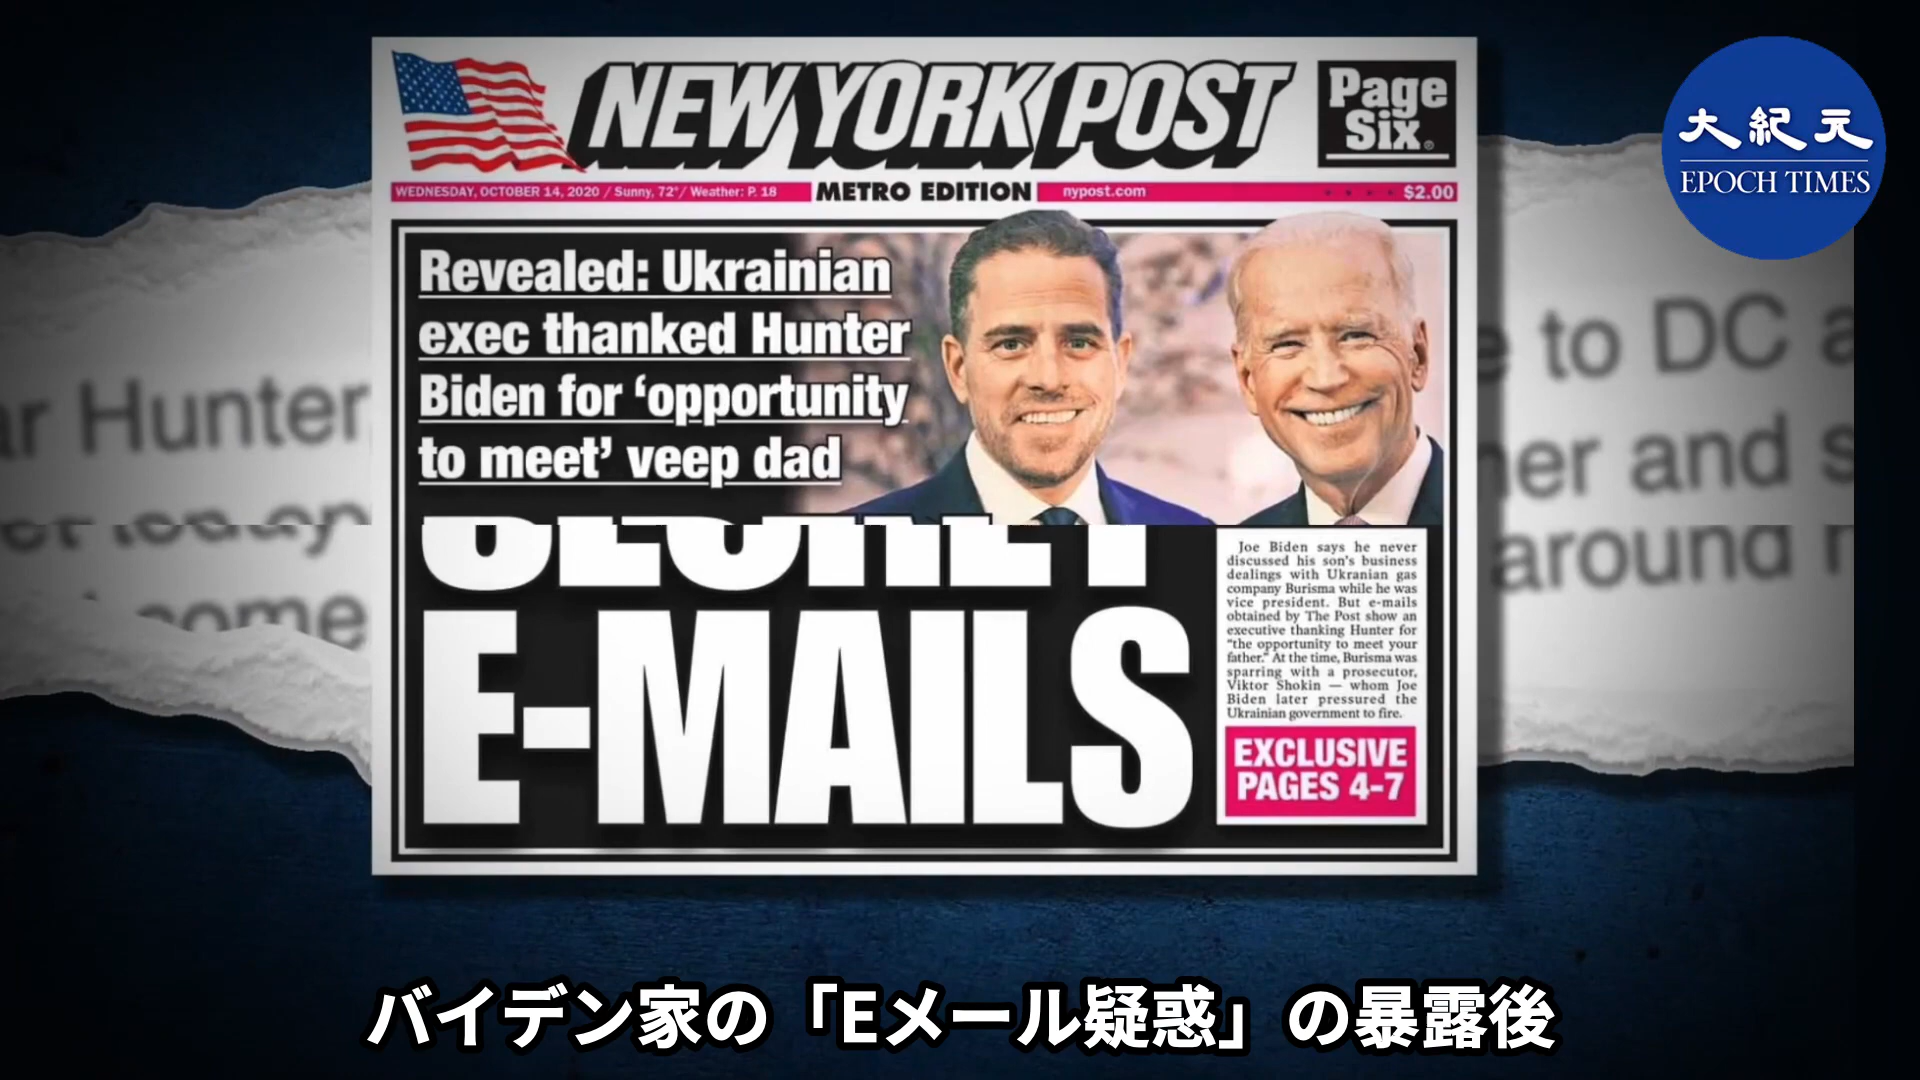 NEW YORK POST
Page
Six®
WEDNESDAY, OCTOBER 14, 2020 / Sunny, 72° / Weather: P. 18
METRO EDITION
nypost.com
$2.00
大紀元
EPOCH TIMES
Revealed: Ukrainian
exec thanked Hunter
Biden for ‘opportunity
to meet’ veep dad
SECRET
E-MAILS
Joe Biden says he never
discussed his son's business
dealings with Ukranian gas
company Burisma while he was
vice president. But e-mails
obtained by The Post show an
executive thanking Hunter for
“the opportunity to meet your
father.” At the time, Burisma was
sparring with a prosecutor,
Viktor Shokin — whom Joe
Biden later pressured the
Ukrainian government to fire.
EXCLUSIVE
PAGES 4-7
Hunter
to DC
and
come
around
バイデン家の「Eメール疑惑」の暴露後